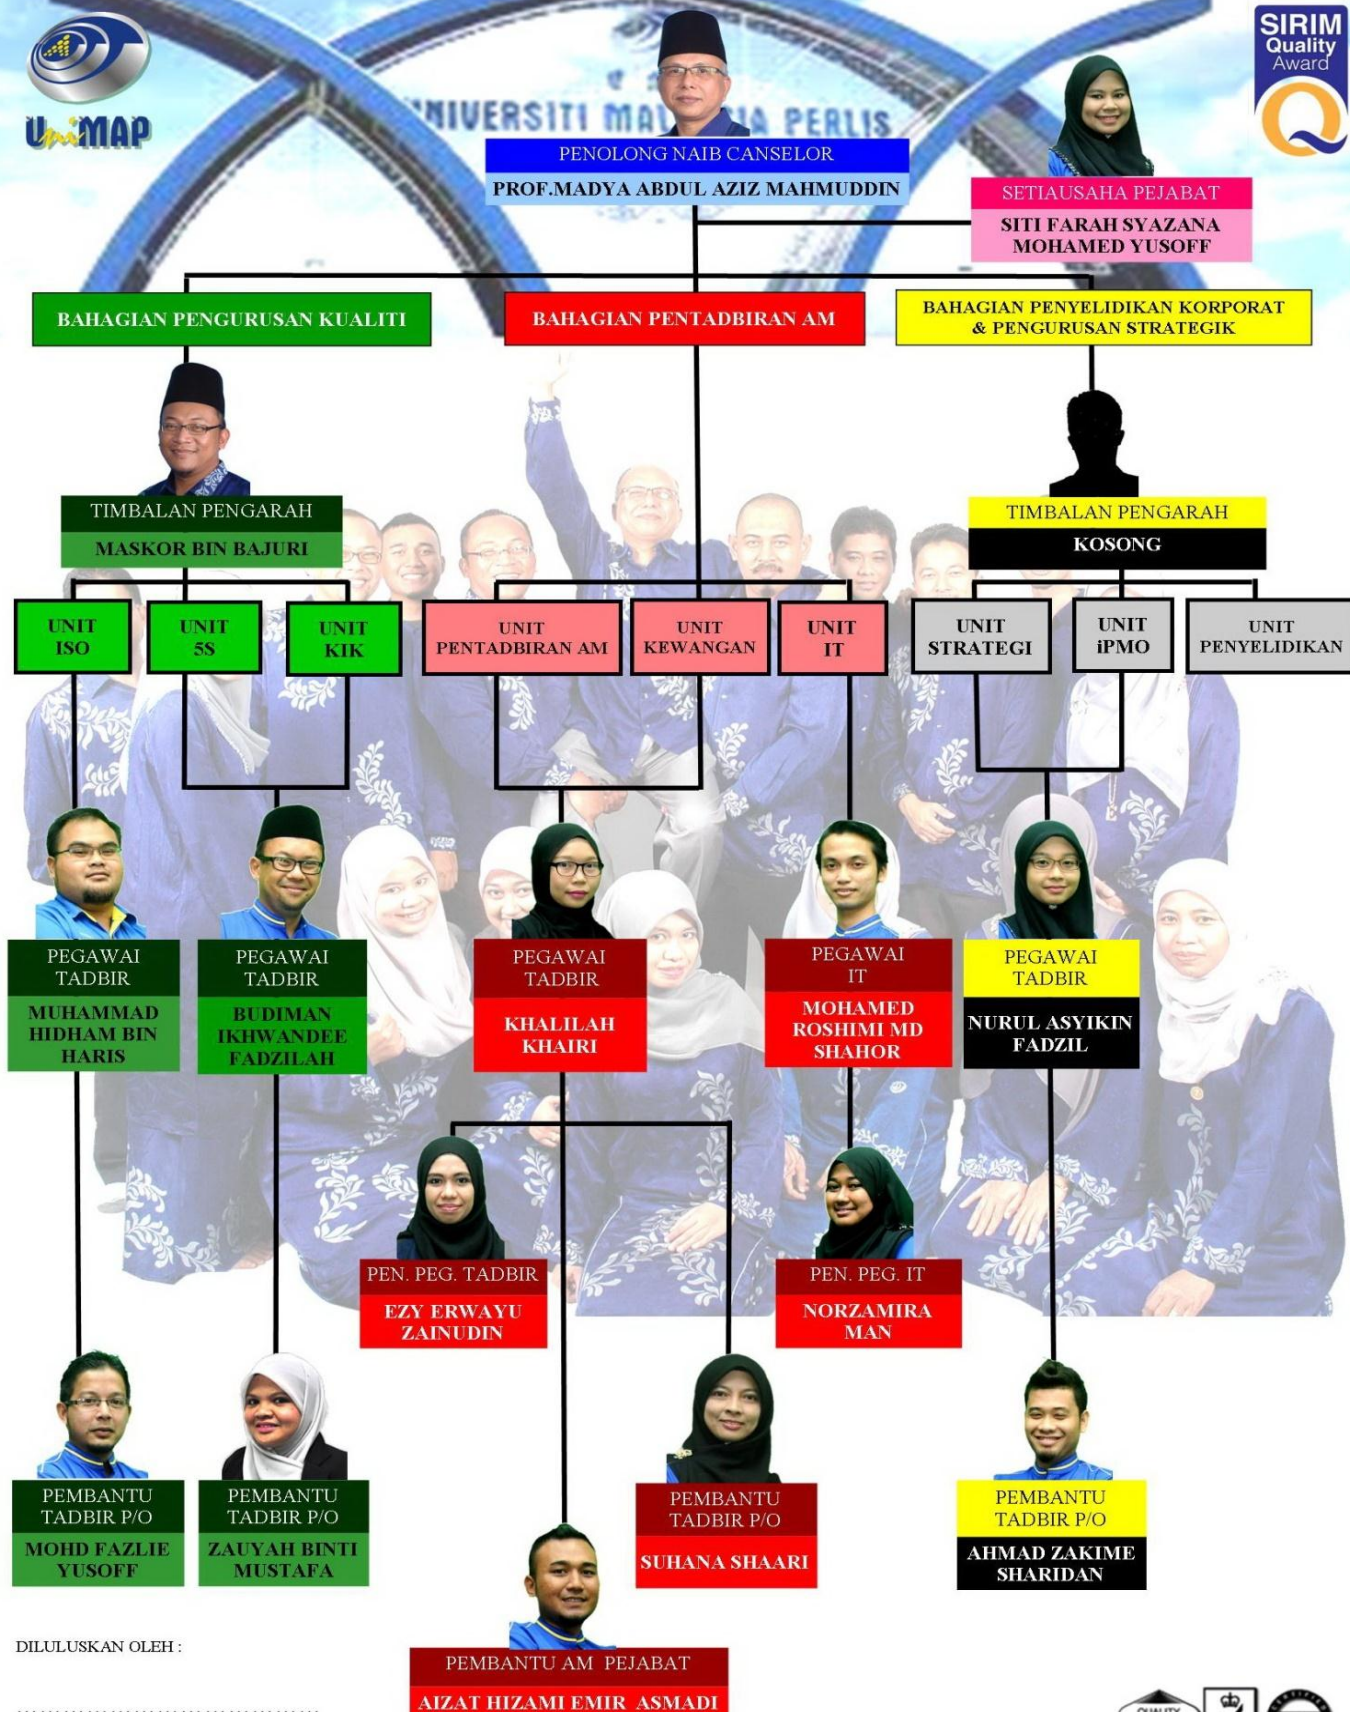 UniMAP
SIRIM
Quality
Award
Q
UNIVERSITI MALAYSIA PERLIS
PENOLONG NAIB CANSELOR
PROF.MADYA ABDUL AZIZ MAHMUDDIN
SETIAUSAHA PEJABAT
SITI FARAH SYAZANA
MOHAMED YUSOFF
BAHAGIAN PENGURUSAN KUALITI
BAHAGIAN PENTADBIRAN AM
BAHAGIAN PENYELIDIKAN KORPORAT
& PENGURUSAN STRATEGIK
TIMBALAN PENGARAH
MASKOR BIN BAJURI
TIMBALAN PENGARAH
KOSONG
UNIT
ISO
UNIT
5S
UNIT
KIK
UNIT
PENTADBIRAN AM
UNIT
KEWANGAN
UNIT
IT
UNIT
STRATEGI
UNIT
iPMO
UNIT
PENYELIDIKAN
PEGAWAI
TADBIR
MUHAMMAD
HIDHAM BIN
HARIS
PEGAWAI
TADBIR
BUDIMAN
IKHWANDEE
FADZILAH
PEGAWAI
TADBIR
KHALILAH
KHAIRI
PEGAWAI
IT
MOHAMED
ROSHIMI MD
SHAHOR
PEGAWAI
TADBIR
NURUL ASYIKIN
FADZIL
PEN. PEG. TADBIR
EZY ERWAYU
ZAINUDIN
PEN. PEG. IT
NORZAMIRA
MAN
PEMBANTU
TADBIR P/O
MOHD FAZLIE
YUSOFF
PEMBANTU
TADBIR P/O
ZAUYAH BINTI
MUSTAFA
PEMBANTU
TADBIR P/O
SUHANA SHAARI
PEMBANTU
TADBIR P/O
AHMAD ZAKIME
SHARIDAN
PEMBANTU AM PEJABAT
AIZAT HIZAMI EMIR ASMADI
DILULUSKAN OLEH :
......................................
QUALITY